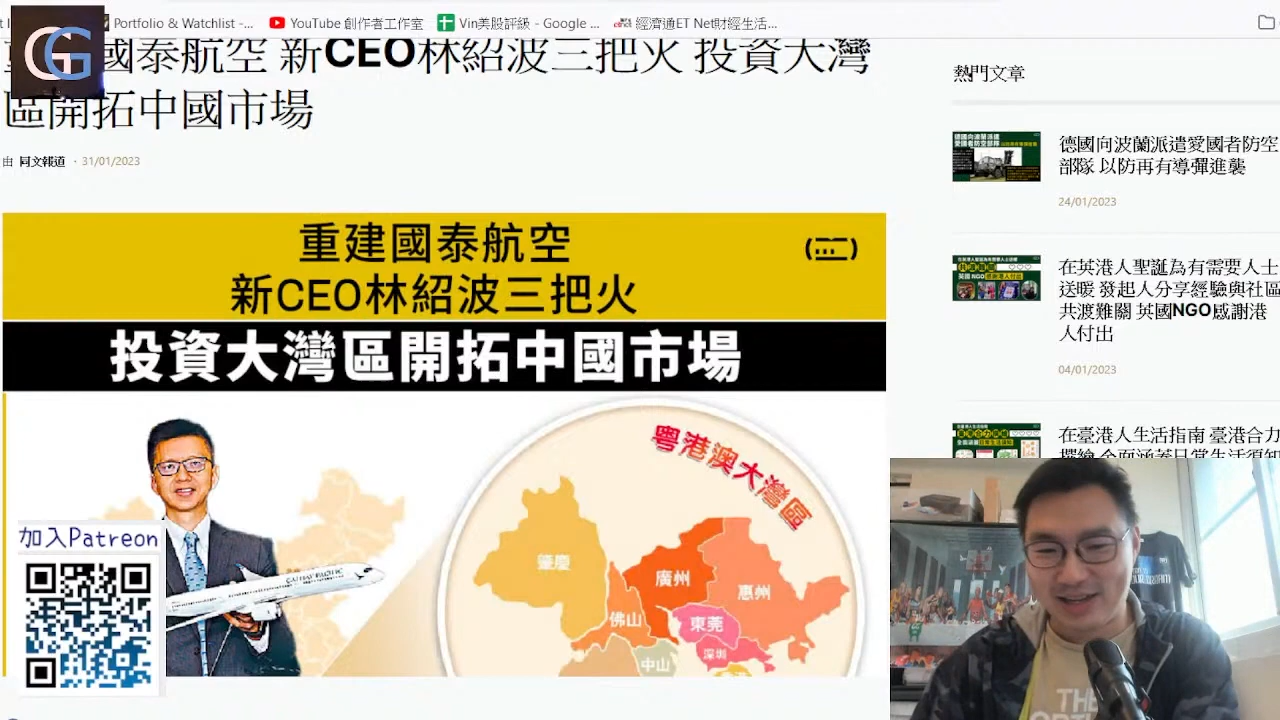 Portfolio & Watchlist -...
YouTube 創作者工作室
Vin美股評級 - Google ...
經濟通ET Net財經生活...
GG
國泰航空 新CEO林紹波三把火 投資大灣
區開拓中國市場
由 同文報道 · 31/01/2023
重建國泰航空
新CEO林紹波三把火
投資大灣區開拓中國市場
粵港澳大灣區
肇慶
廣州
惠州
佛山
東莞
深圳
中山
CATHAY PACIFIC
加入Patreon
熱門文章
德國向波蘭派遣愛國者防空
部隊 以防再有導彈進襲
24/01/2023
在英港人聖誕為有需要人士
送暖 發起人分享經驗與社區
共渡難關 英國NGO感謝港
人付出
04/01/2023
在臺港人生活指南 臺港合力
THE